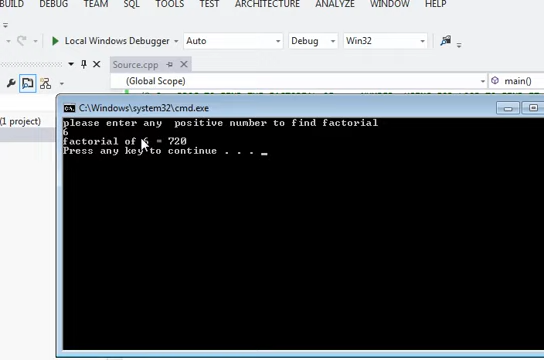 BUILD DEBUG TEAM SQL TOOLS TEST ARCHITECTURE ANALYZE WINDOW HELP
Local Windows Debugger Auto Debug Win32
Source.cpp
(Global Scope) main()
C:\Windows\system32\cmd.exe
1 project)
please enter any positive number to find factorial
6
factorial of 6 = 720
Press any key to continue . . . _